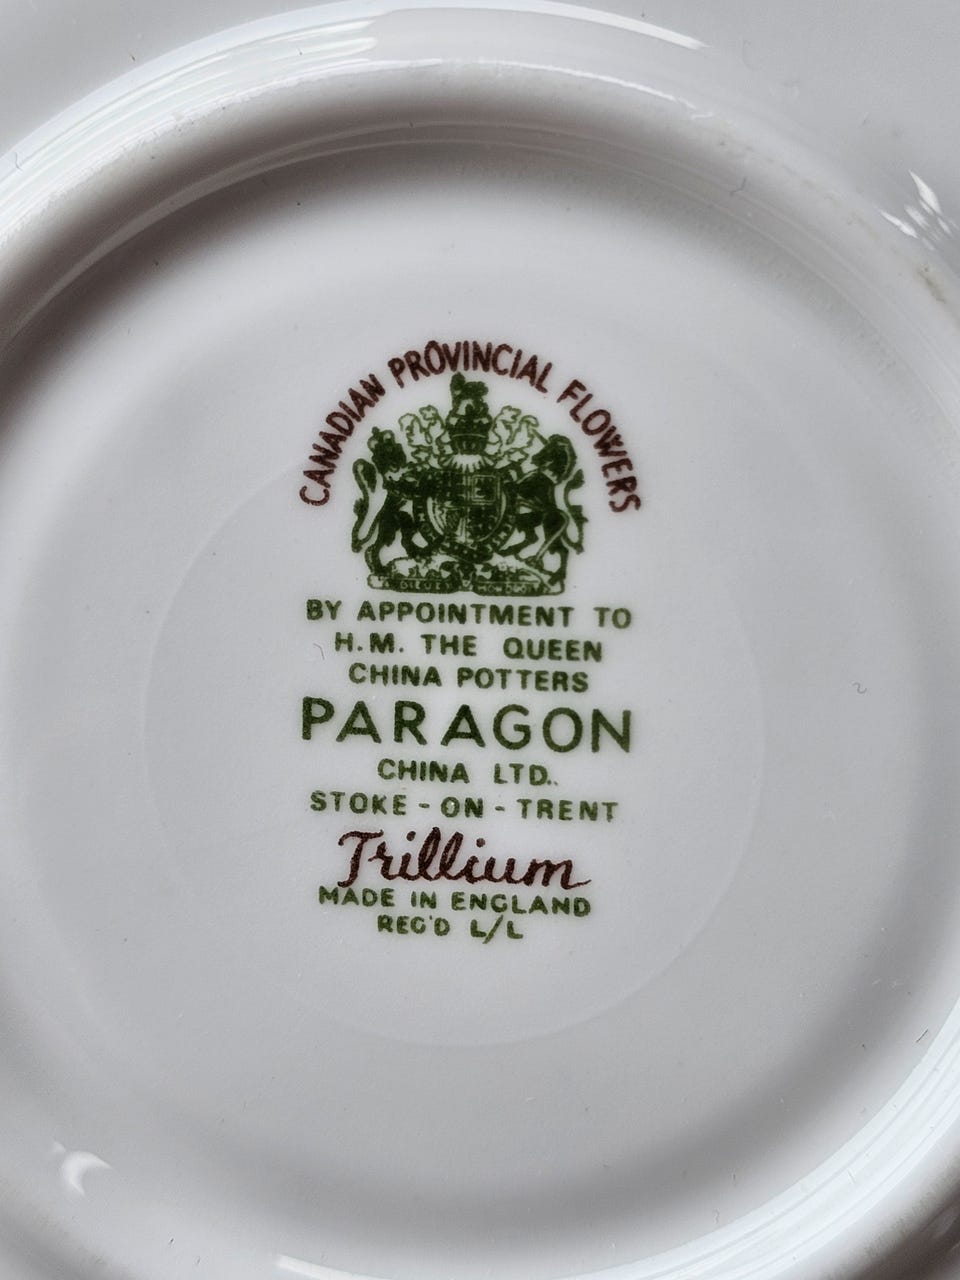 CANADIAN PROVINCIAL FLOWERS
BY APPOINTMENT TO
H.M. THE QUEEN
CHINA POTTERS
PARAGON
CHINA LTD.
STOKE - ON - TRENT
Trillium
MADE IN ENGLAND
REG'D L/L